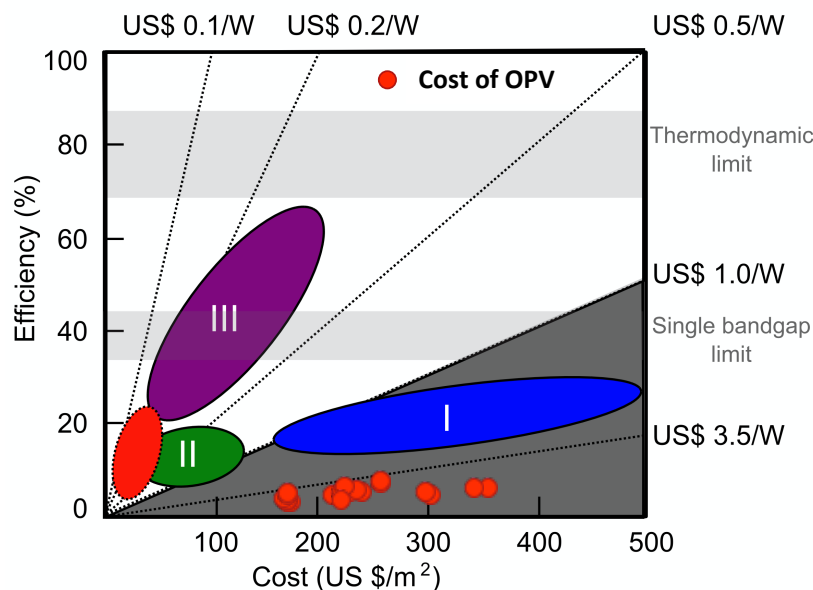 US$ 0.1/W
US$ 0.2/W
US$ 0.5/W
100
Cost of OPV
Thermodynamic
limit
80
60
Efficiency (%)
III
US$ 1.0/W
40
Single bandgap
limit
20
I
US$ 3.5/W
II
0
100
200
300
400
500
Cost (US $/m²)